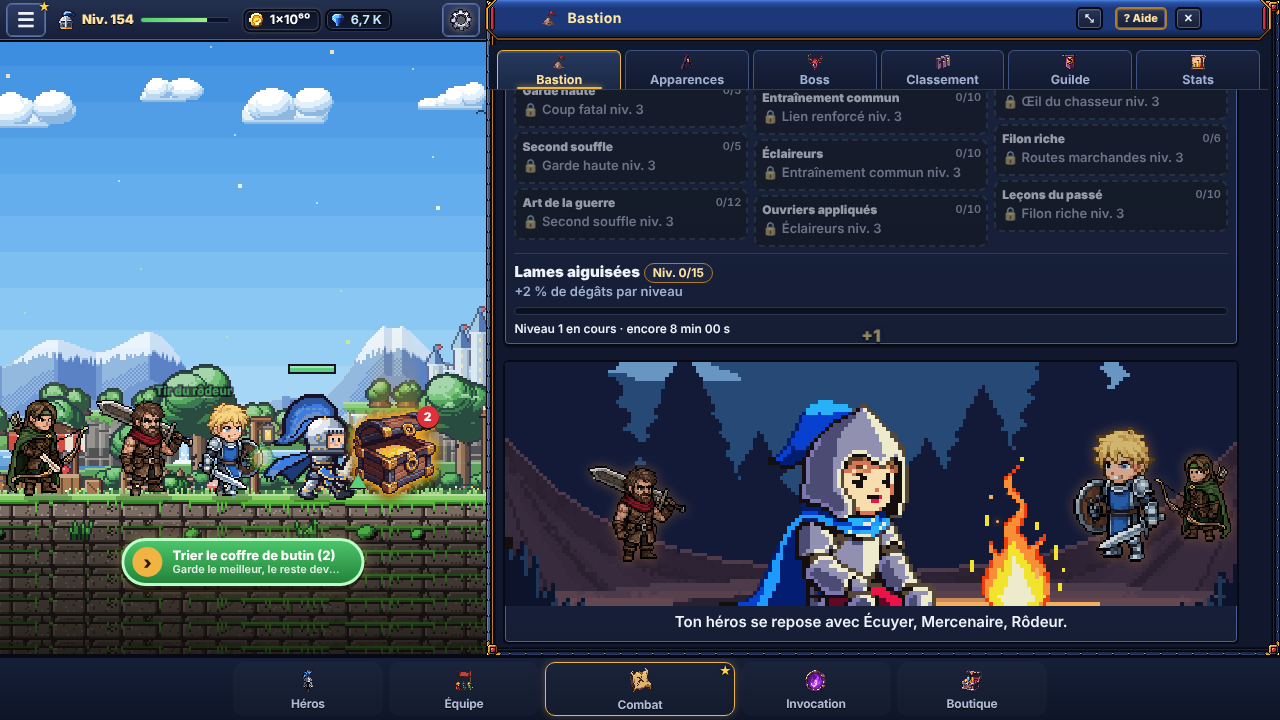 Niv. 154
1×10⁶⁰
6,7 K
Bastion
? Aide
Bastion
Apparences
Boss
Classement
Guilde
Stats
Garde haute
0/5
Coup fatal niv. 3
Second souffle
0/5
Garde haute niv. 3
Art de la guerre
0/12
Second souffle niv. 3
Entraînement commun
0/10
Lien renforcé niv. 3
Éclaireurs
0/10
Entraînement commun niv. 3
Ouvriers appliqués
0/10
Éclaireurs niv. 3
Œil du chasseur niv. 3
Filon riche
0/6
Routes marchandes niv. 3
Leçons du passé
0/10
Filon riche niv. 3
Lames aiguisées
Niv. 0/15
+2 % de dégâts par niveau
Niveau 1 en cours · encore 8 min 00 s
+1
Tir du rôdeur
2
Trier le coffre de butin (2)
Garde le meilleur, le reste dev...
Ton héros se repose avec Écuyer, Mercenaire, Rôdeur.
Héros
Équipe
Combat
Invocation
Boutique